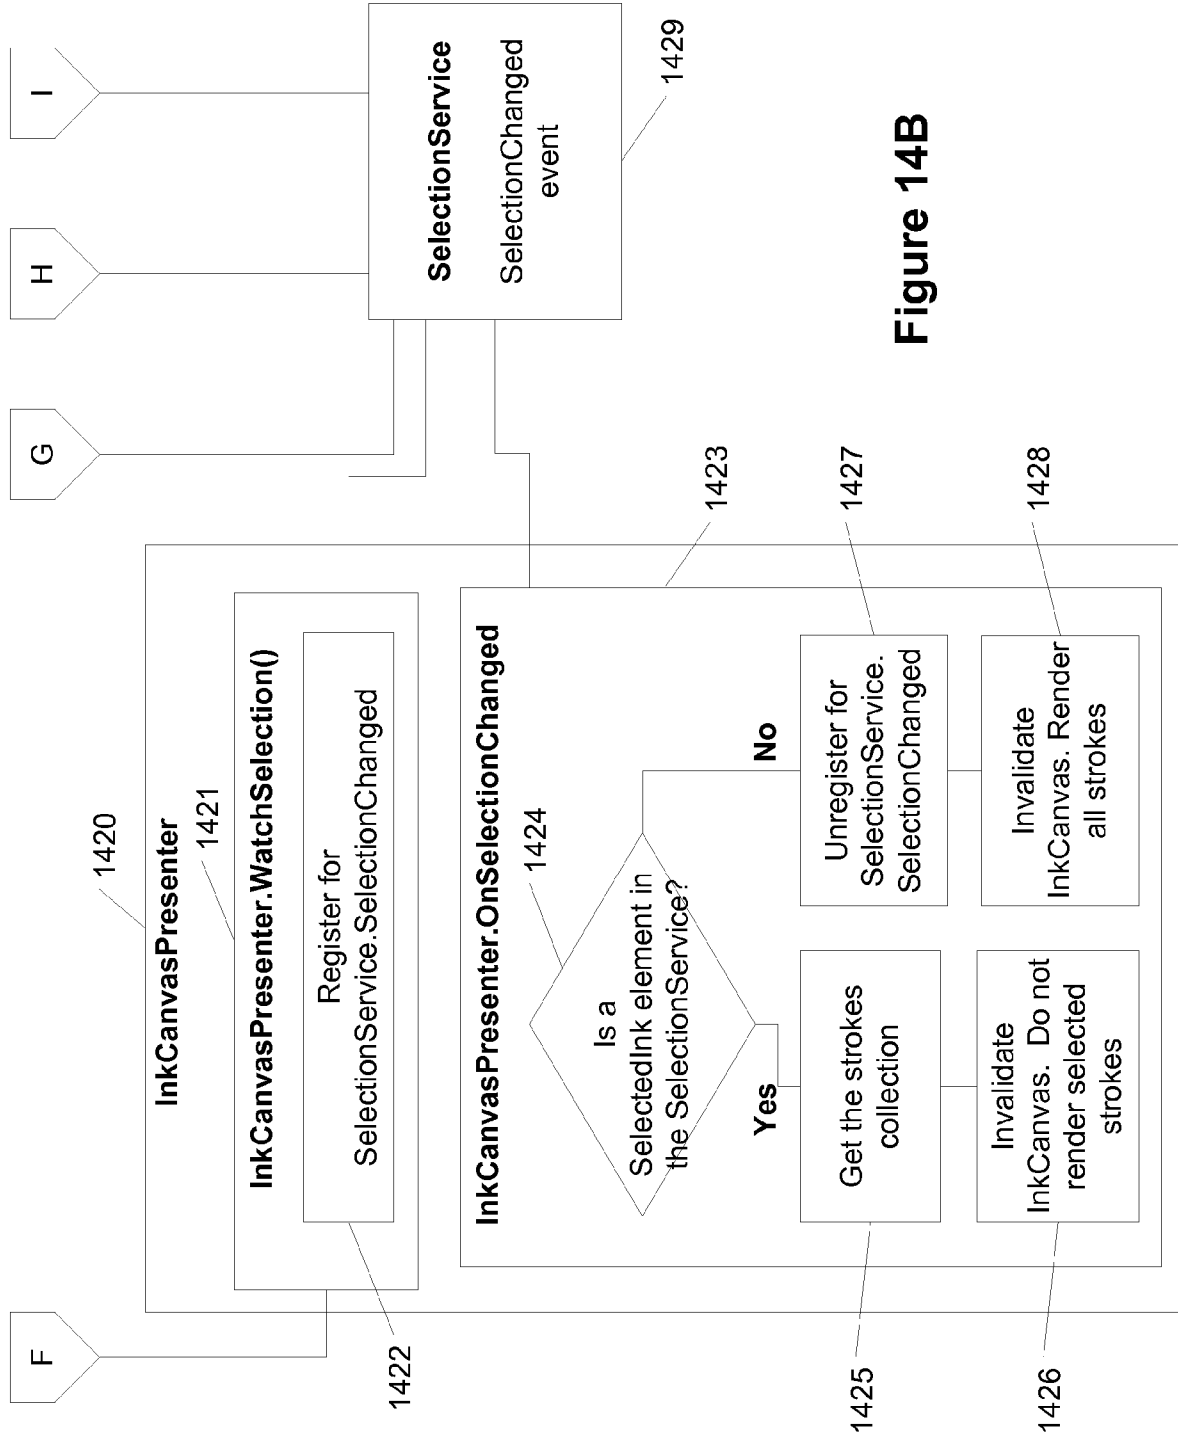 F
G
H
I
1420
InkCanvasPresenter
1421
InkCanvasPresenter.WatchSelection()
Register for
SelectionService.SelectionChanged
1422
InkCanvasPresenter.OnSelectionChanged
1423
1424
Is a
SelectedInk element in
the SelectionService?
Yes
No
Get the strokes
collection
1425
Invalidate
InkCanvas. Do not
render selected
strokes
1426
Unregister for
SelectionService.
SelectionChanged
1427
Invalidate
InkCanvas. Render
all strokes
1428
SelectionService
SelectionChanged
event
1429
Figure 14B